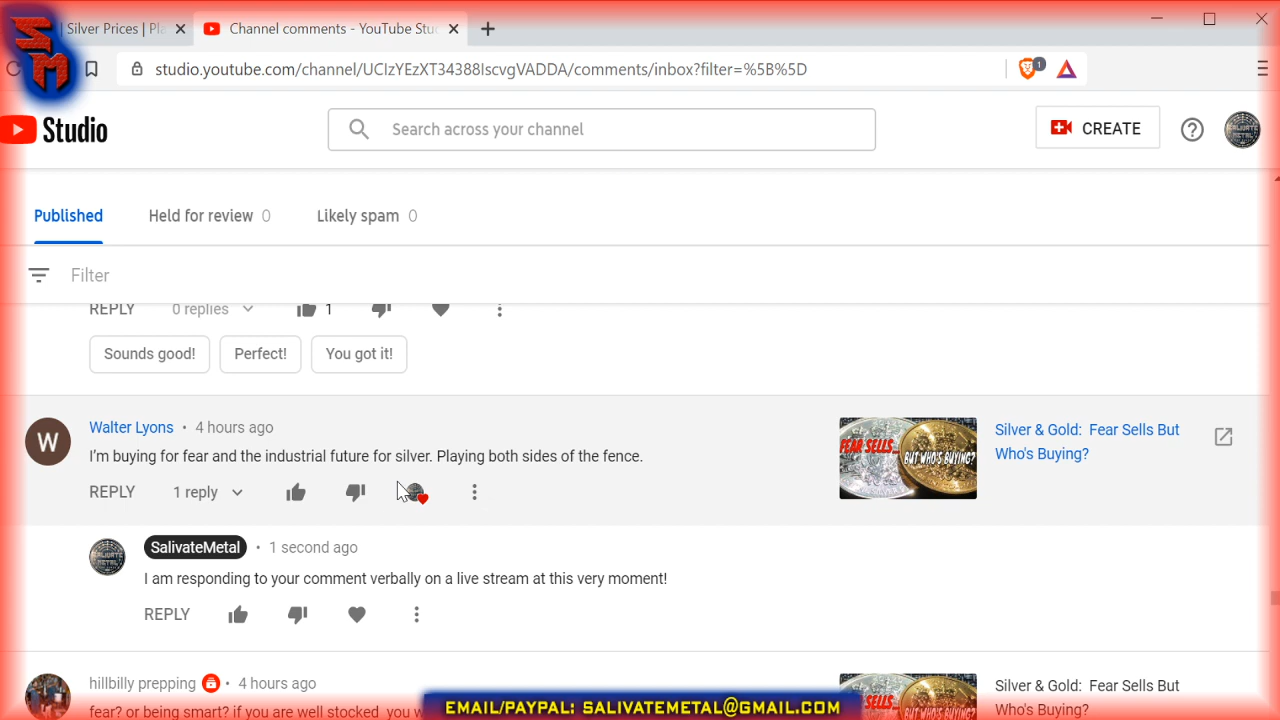 SM
| Silver Prices | Pla
Channel comments - YouTube Stu
studio.youtube.com/channel/UClzYEzXT34388IscvgVADDA/comments/inbox?filter=%5B%5D
1
Studio
Search across your channel
CREATE
Published
Held for review 0
Likely spam 0
Filter
REPLY
0 replies
1
Sounds good!
Perfect!
You got it!
W
Walter Lyons • 4 hours ago
I'm buying for fear and the industrial future for silver. Playing both sides of the fence.
REPLY
1 reply
FEAR SELLS...
BUT WHO'S BUYING?
Silver & Gold: Fear Sells But
Who's Buying?
SalivateMetal • 1 second ago
I am responding to your comment verbally on a live stream at this very moment!
REPLY
hillbilly prepping • 4 hours ago
fear? or being smart? if you are well stocked you w
FEAR SELLS
Silver & Gold: Fear Sells But
Who's Buying?
EMAIL/PAYPAL: SALIVATEMETAL@GMAIL.COM